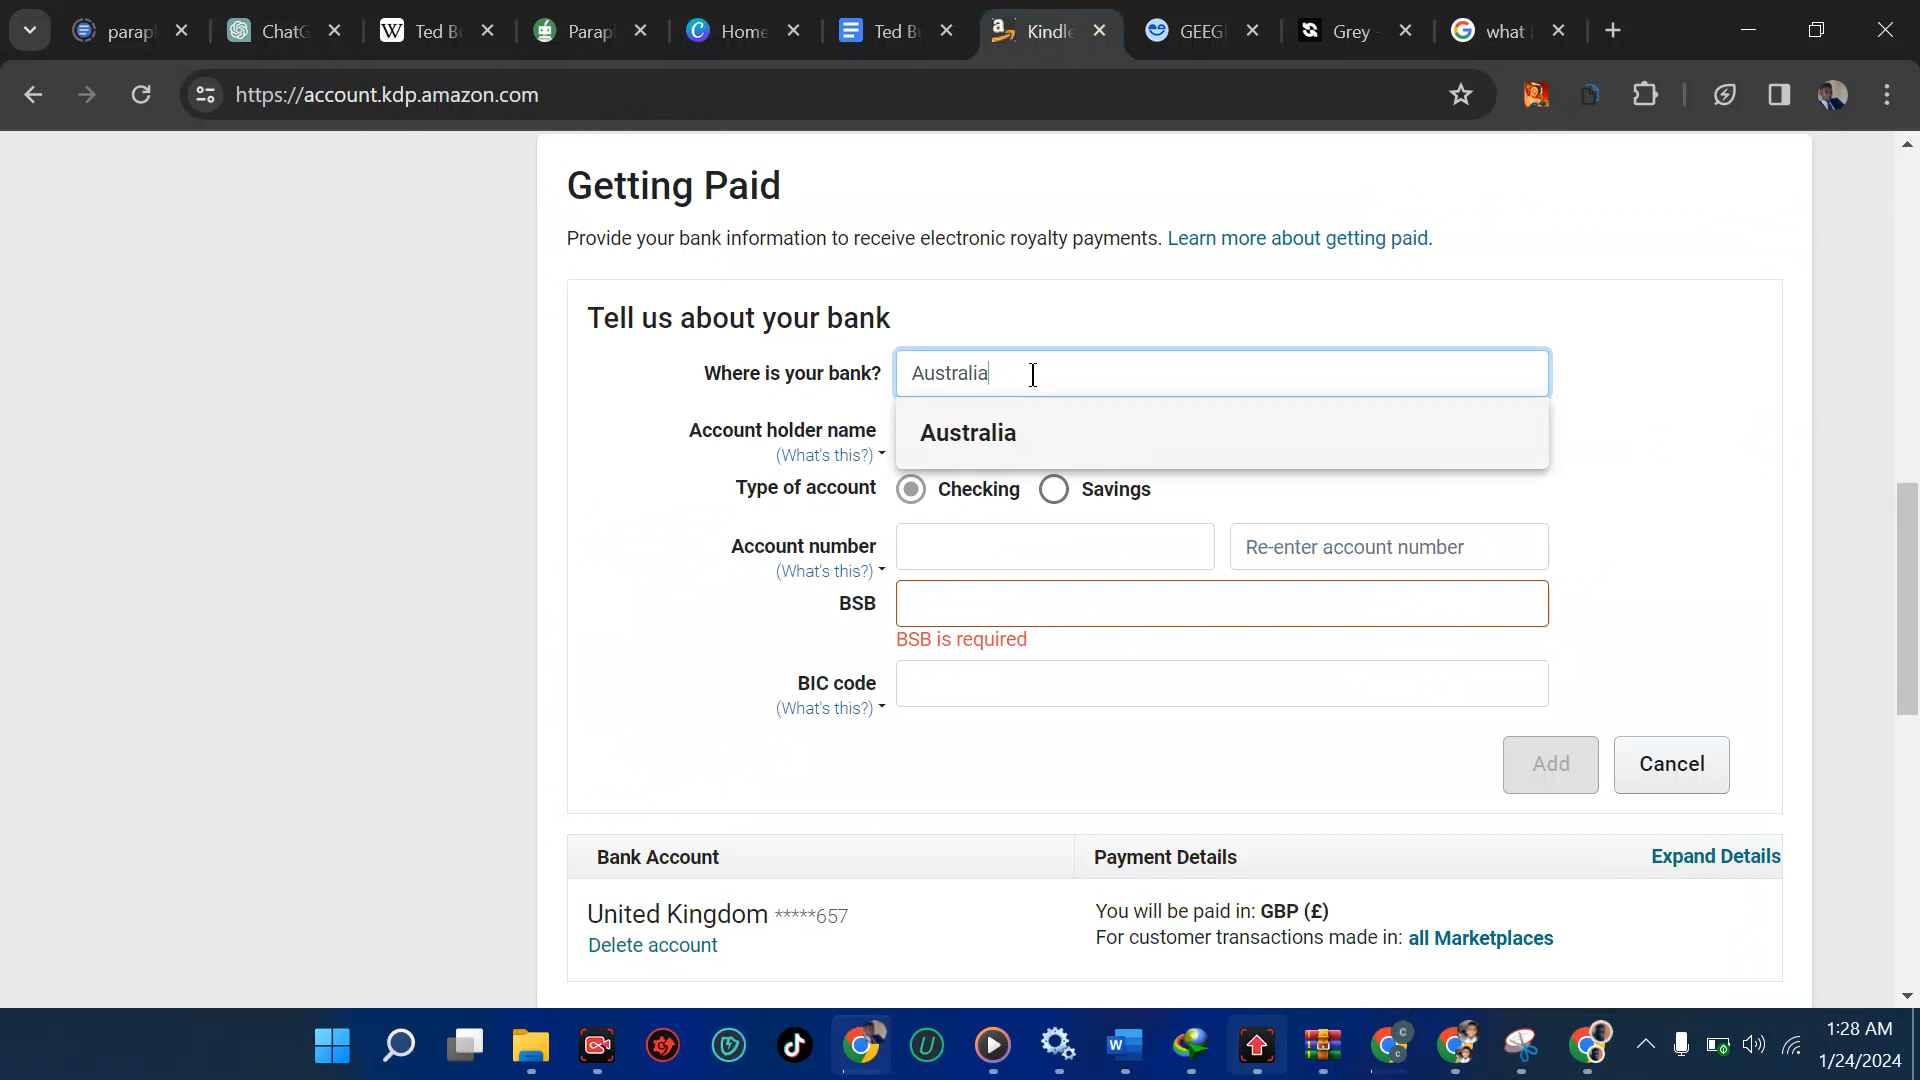 parap
ChatG
Ted B
Parap
Home
Ted B
Kindle
GEEG
Grey -
what i
https://account.kdp.amazon.com
Getting Paid
Provide your bank information to receive electronic royalty payments. Learn more about getting paid.
Tell us about your bank
Where is your bank? Australia
Australia
Account holder name
(What's this?)
Type of account Checking Savings
Account number Re-enter account number
(What's this?)
BSB
BSB is required
BIC code
(What's this?)
Add Cancel
Bank Account Payment Details Expand Details
United Kingdom *****657
Delete account
You will be paid in: GBP (£)
For customer transactions made in: all Marketplaces
1:28 AM
1/24/2024